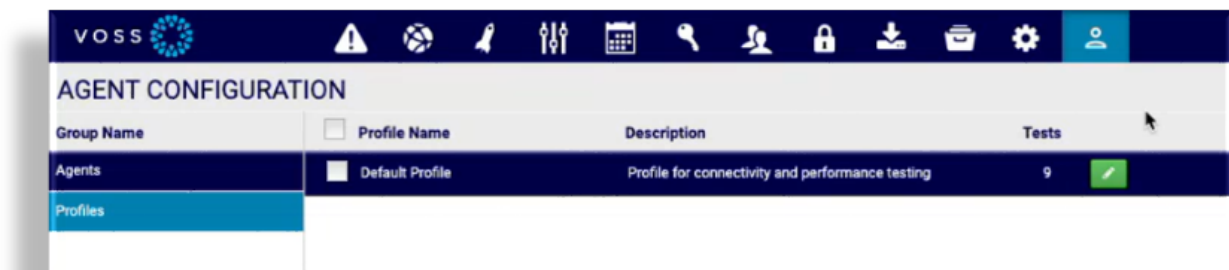 VOSS
AGENT CONFIGURATION
Group Name Profile Name Description Tests
Agents Default Profile Profile for connectivity and performance testing 9
Profiles